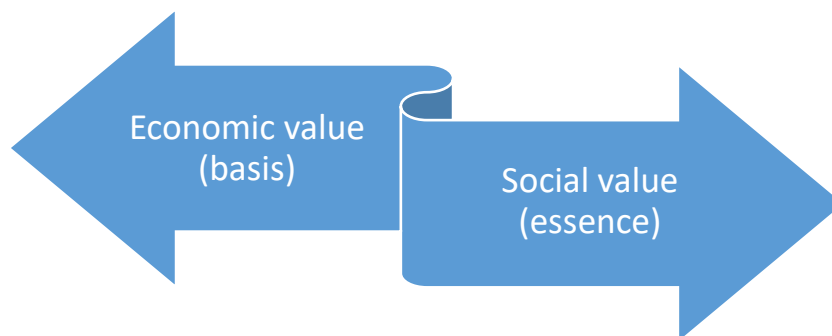 Economic value
(basis)
Social value
(essence)